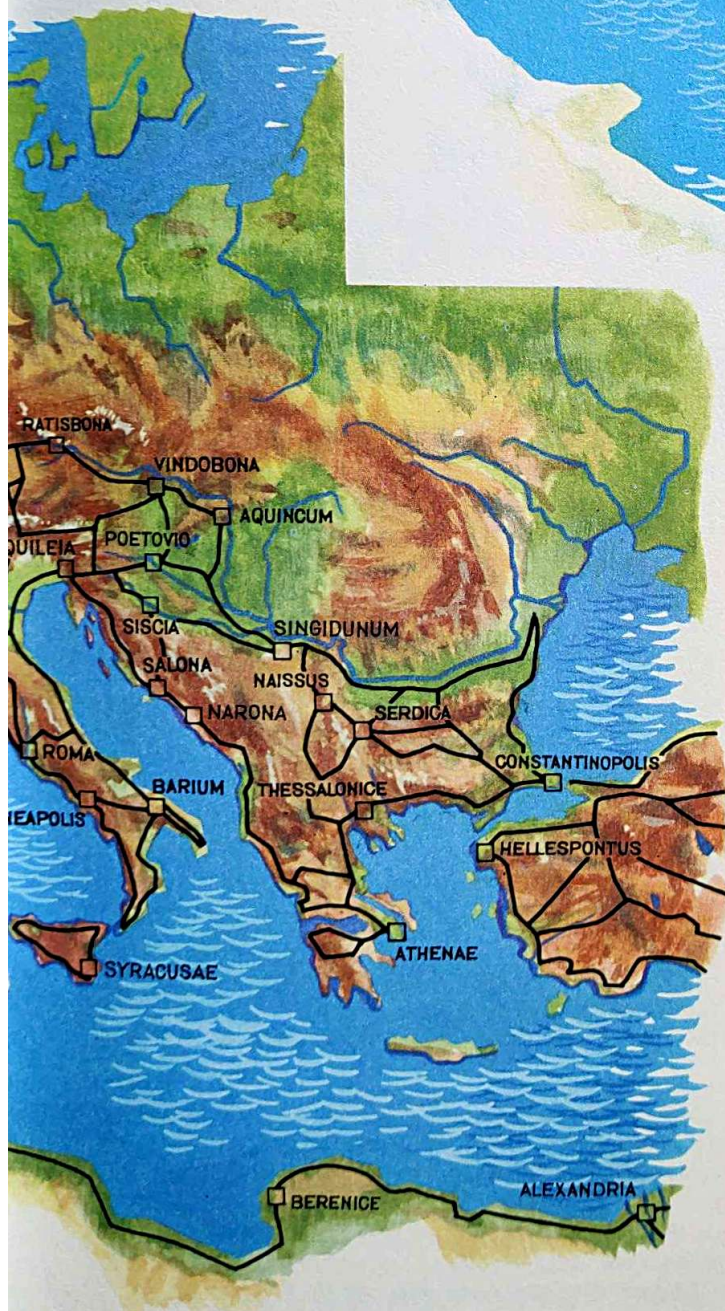 RATISBONA
VINDOBONA
AQUINCUM
POETOVIO
QUILEIA
SISCIA
SINGIDUNUM
SALONA
NAISSUS
NARONA
SERDICA
ROMA
CONSTANTINOPOLIS
BARIUM
THESSALONICE
NEAPOLIS
HELLESPONTUS
ATHENAE
SYRACUSAE
ALEXANDRIA
BERENICE